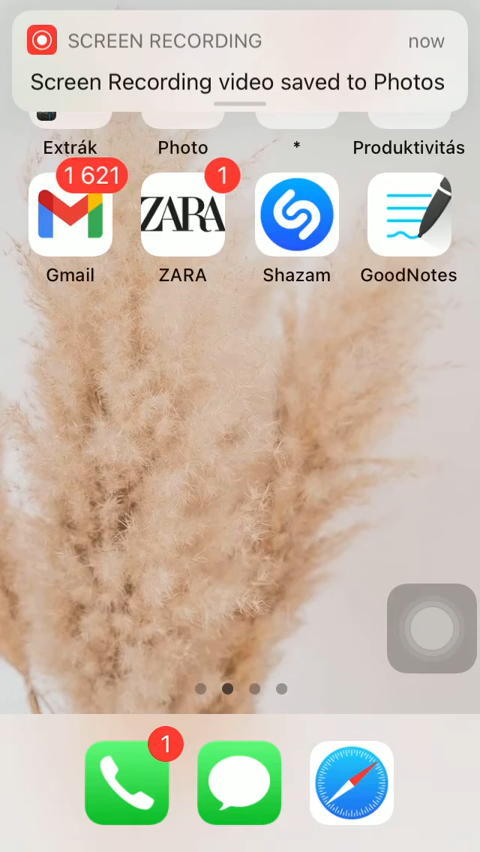 SCREEN RECORDING now
Screen Recording video saved to Photos
Extrák Photo * Produktivitás
1 621 1
ZARA
Gmail ZARA Shazam GoodNotes
1